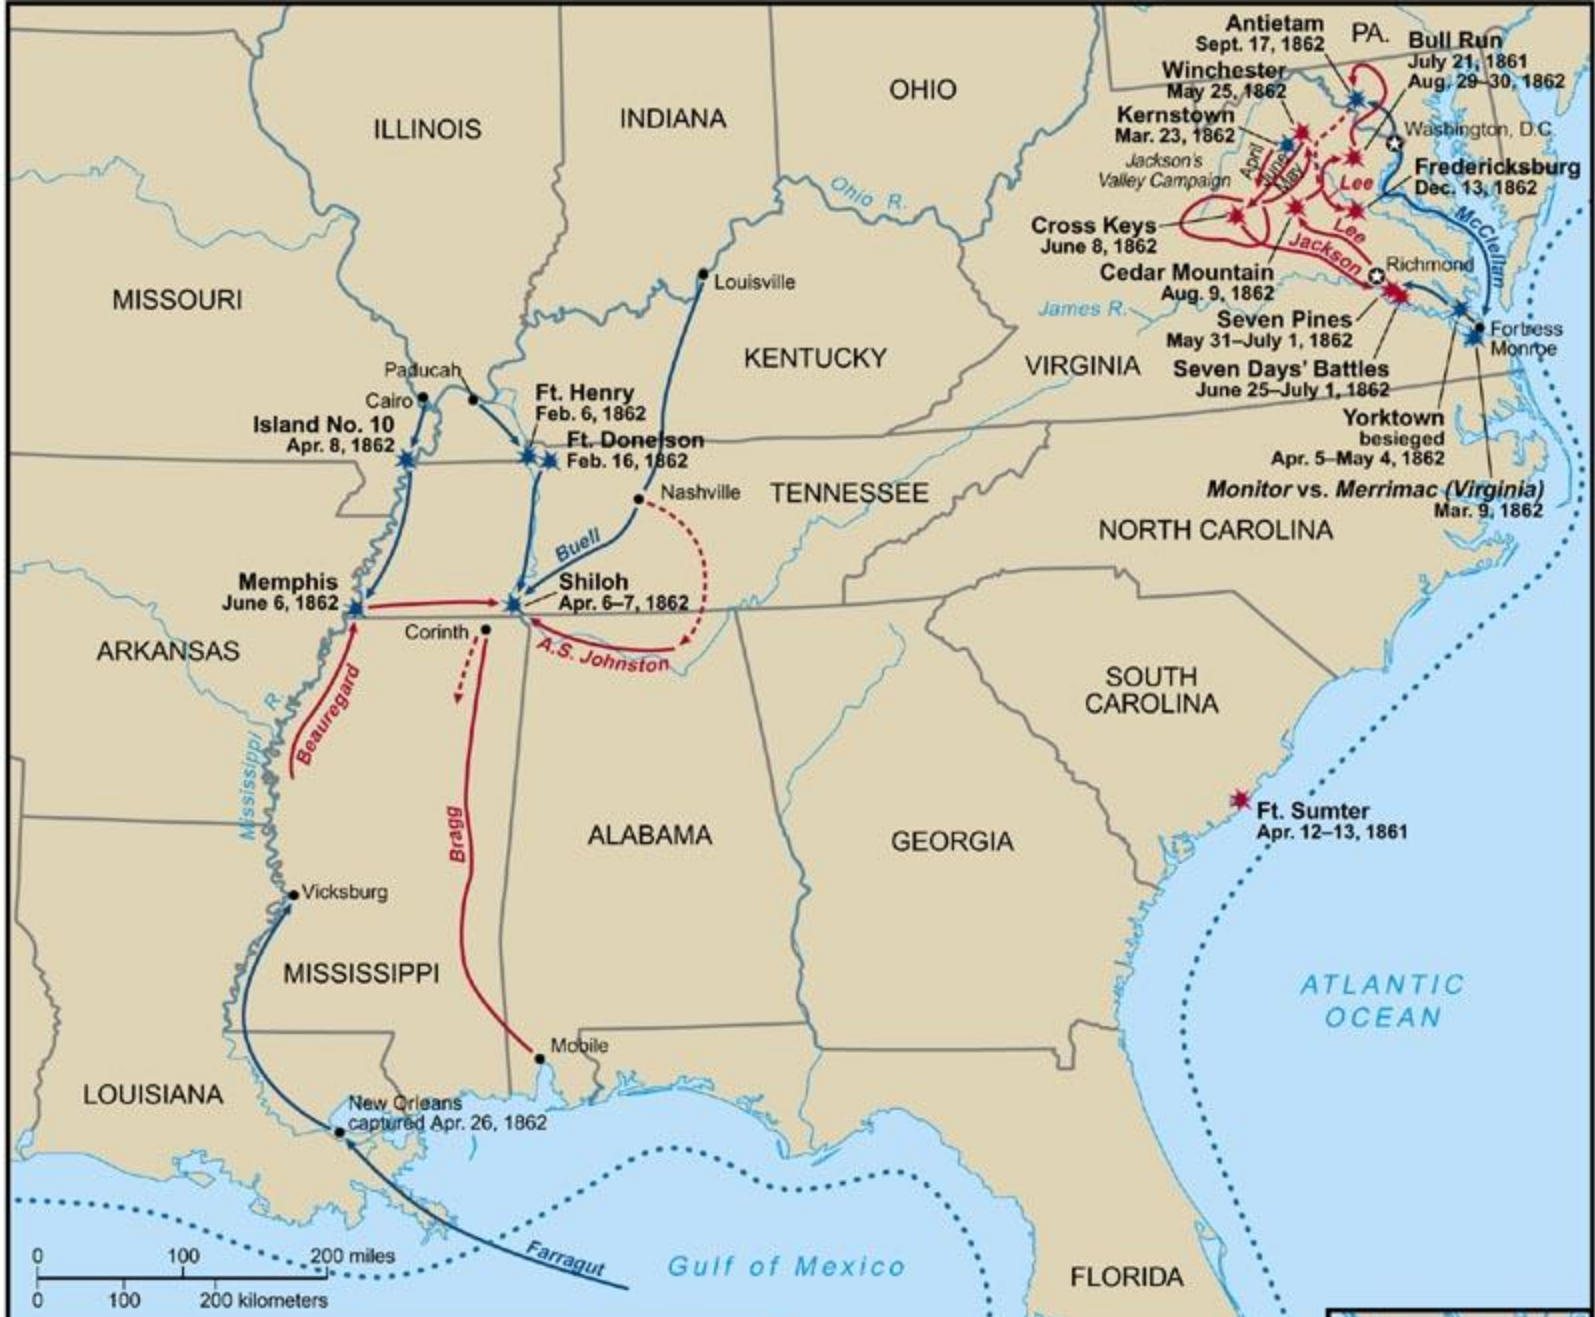 Antietam
Sept. 17, 1862
PA.
Bull Run
July 21, 1861
Aug. 29–30, 1862
Winchester
May 25, 1862
Kernstown
Mar. 23, 1862
Jackson's
Valley Campaign
April
June
May
Washington, D.C.
Lee
Fredericksburg
Dec. 13, 1862
McClellan
Cross Keys
June 8, 1862
Lee
Jackson
Richmond
Cedar Mountain
Aug. 9, 1862
James R.
Seven Pines
May 31–July 1, 1862
Fortress
Monroe
VIRGINIA
Seven Days' Battles
June 25–July 1, 1862
Yorktown
besieged
Apr. 5–May 4, 1862
Monitor vs. Merrimac (Virginia)
Mar. 9, 1862
ILLINOIS
INDIANA
OHIO
Ohio R.
MISSOURI
Louisville
KENTUCKY
Paducah
Cairo
Ft. Henry
Feb. 6, 1862
Island No. 10
Apr. 8, 1862
Ft. Donelson
Feb. 16, 1862
Nashville
TENNESSEE
NORTH CAROLINA
Buell
Memphis
June 6, 1862
Shiloh
Apr. 6–7, 1862
Corinth
A.S. Johnston
ARKANSAS
SOUTH
CAROLINA
Beauregard
Mississippi R.
Bragg
ALABAMA
GEORGIA
Ft. Sumter
Apr. 12–13, 1861
Vicksburg
MISSISSIPPI
ATLANTIC
OCEAN
Mobile
LOUISIANA
New Orleans
captured Apr. 26, 1862
Farragut
Gulf of Mexico
FLORIDA
0 100 200 miles
0 100 200 kilometers